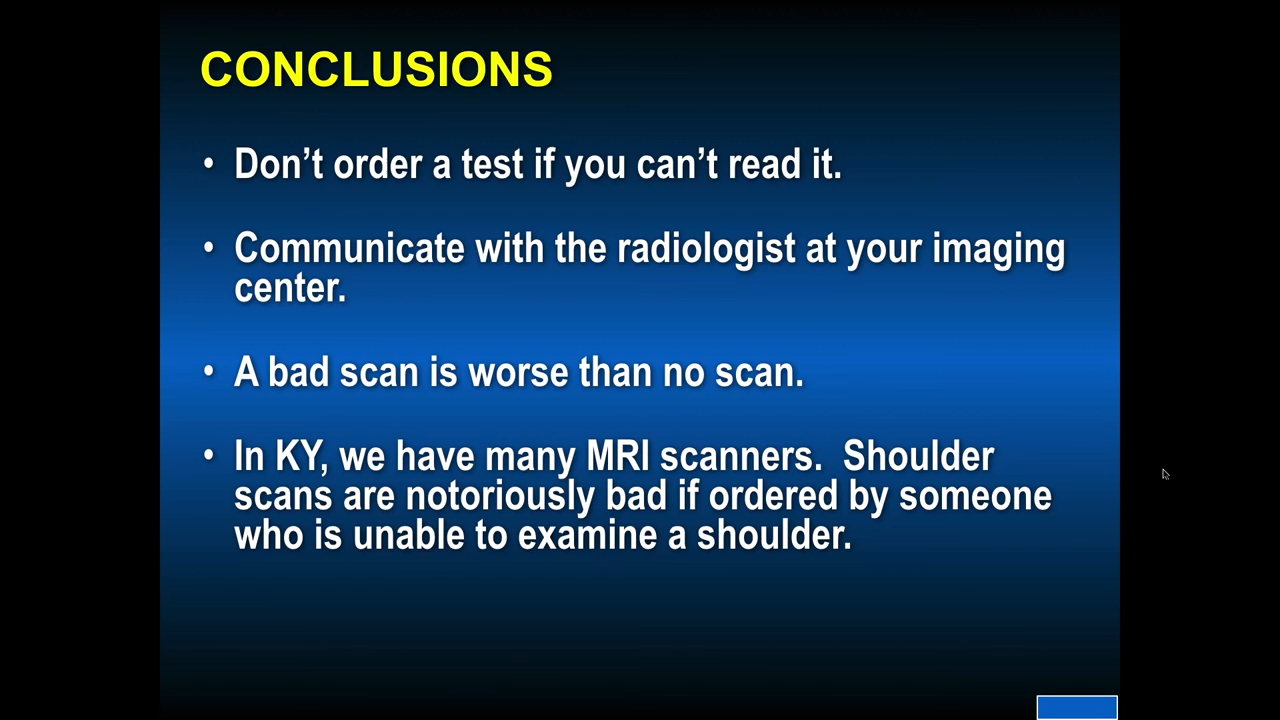 CONCLUSIONS
• Don’t order a test if you can’t read it.
• Communicate with the radiologist at your imaging
center.
• A bad scan is worse than no scan.
• In KY, we have many MRI scanners.  Shoulder
scans are notoriously bad if ordered by someone
who is unable to examine a shoulder.